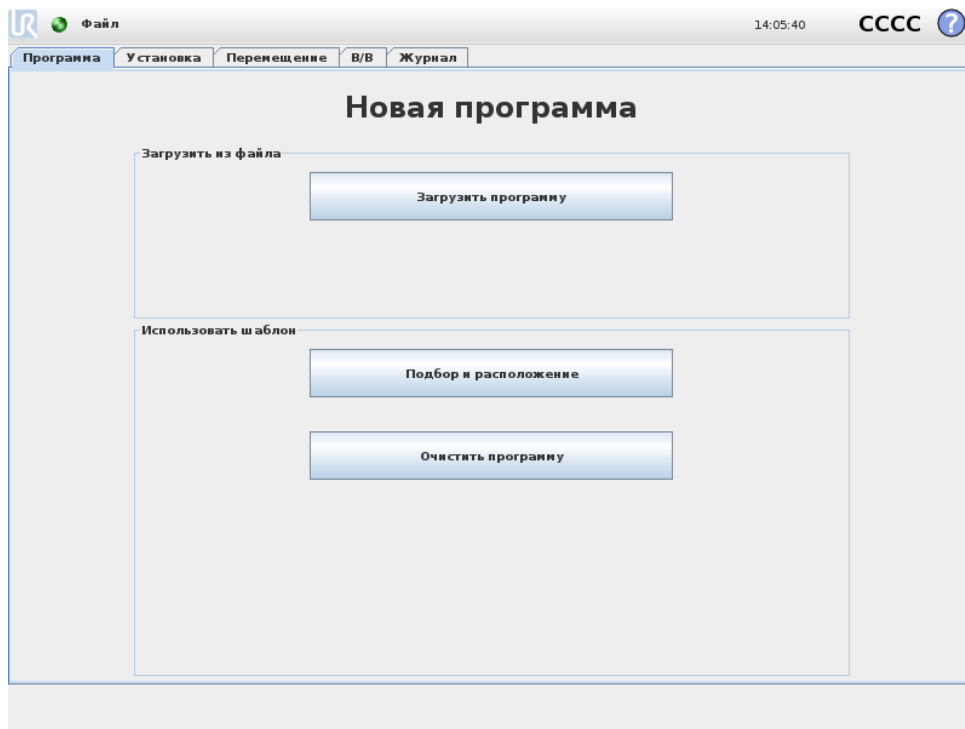 UR Файл 14:05:40 CCCC ?
Программа Установка Перемещение В/В Журнал
Новая программа
Загрузить из файла
Загрузить программу
Использовать шаблон
Подбор и расположение
Очистить программу